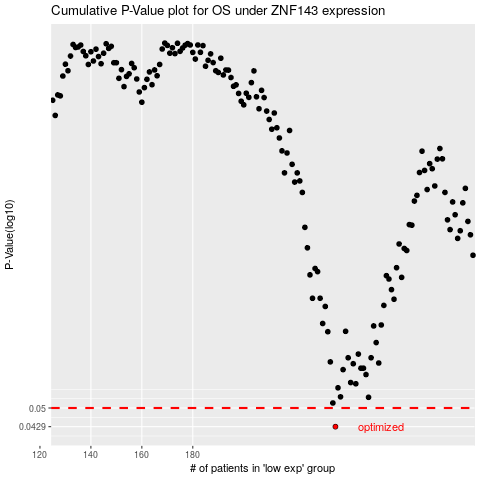 Cumulative P-Value plot for OS under ZNF143 expression
P-Value(log10)
0.05
0.0429
optimized
120 140 160 180
# of patients in 'low exp' group